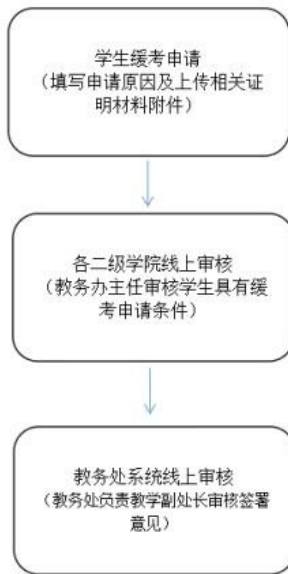 学生缓考申请
（填写申请原因及上传相关证
明材料附件）
各二级学院线上审核
（教务办主任审核学生具有缓
考申请条件）
教务处系统线上审核
（教务处负责教学副处长审核签署
意见）